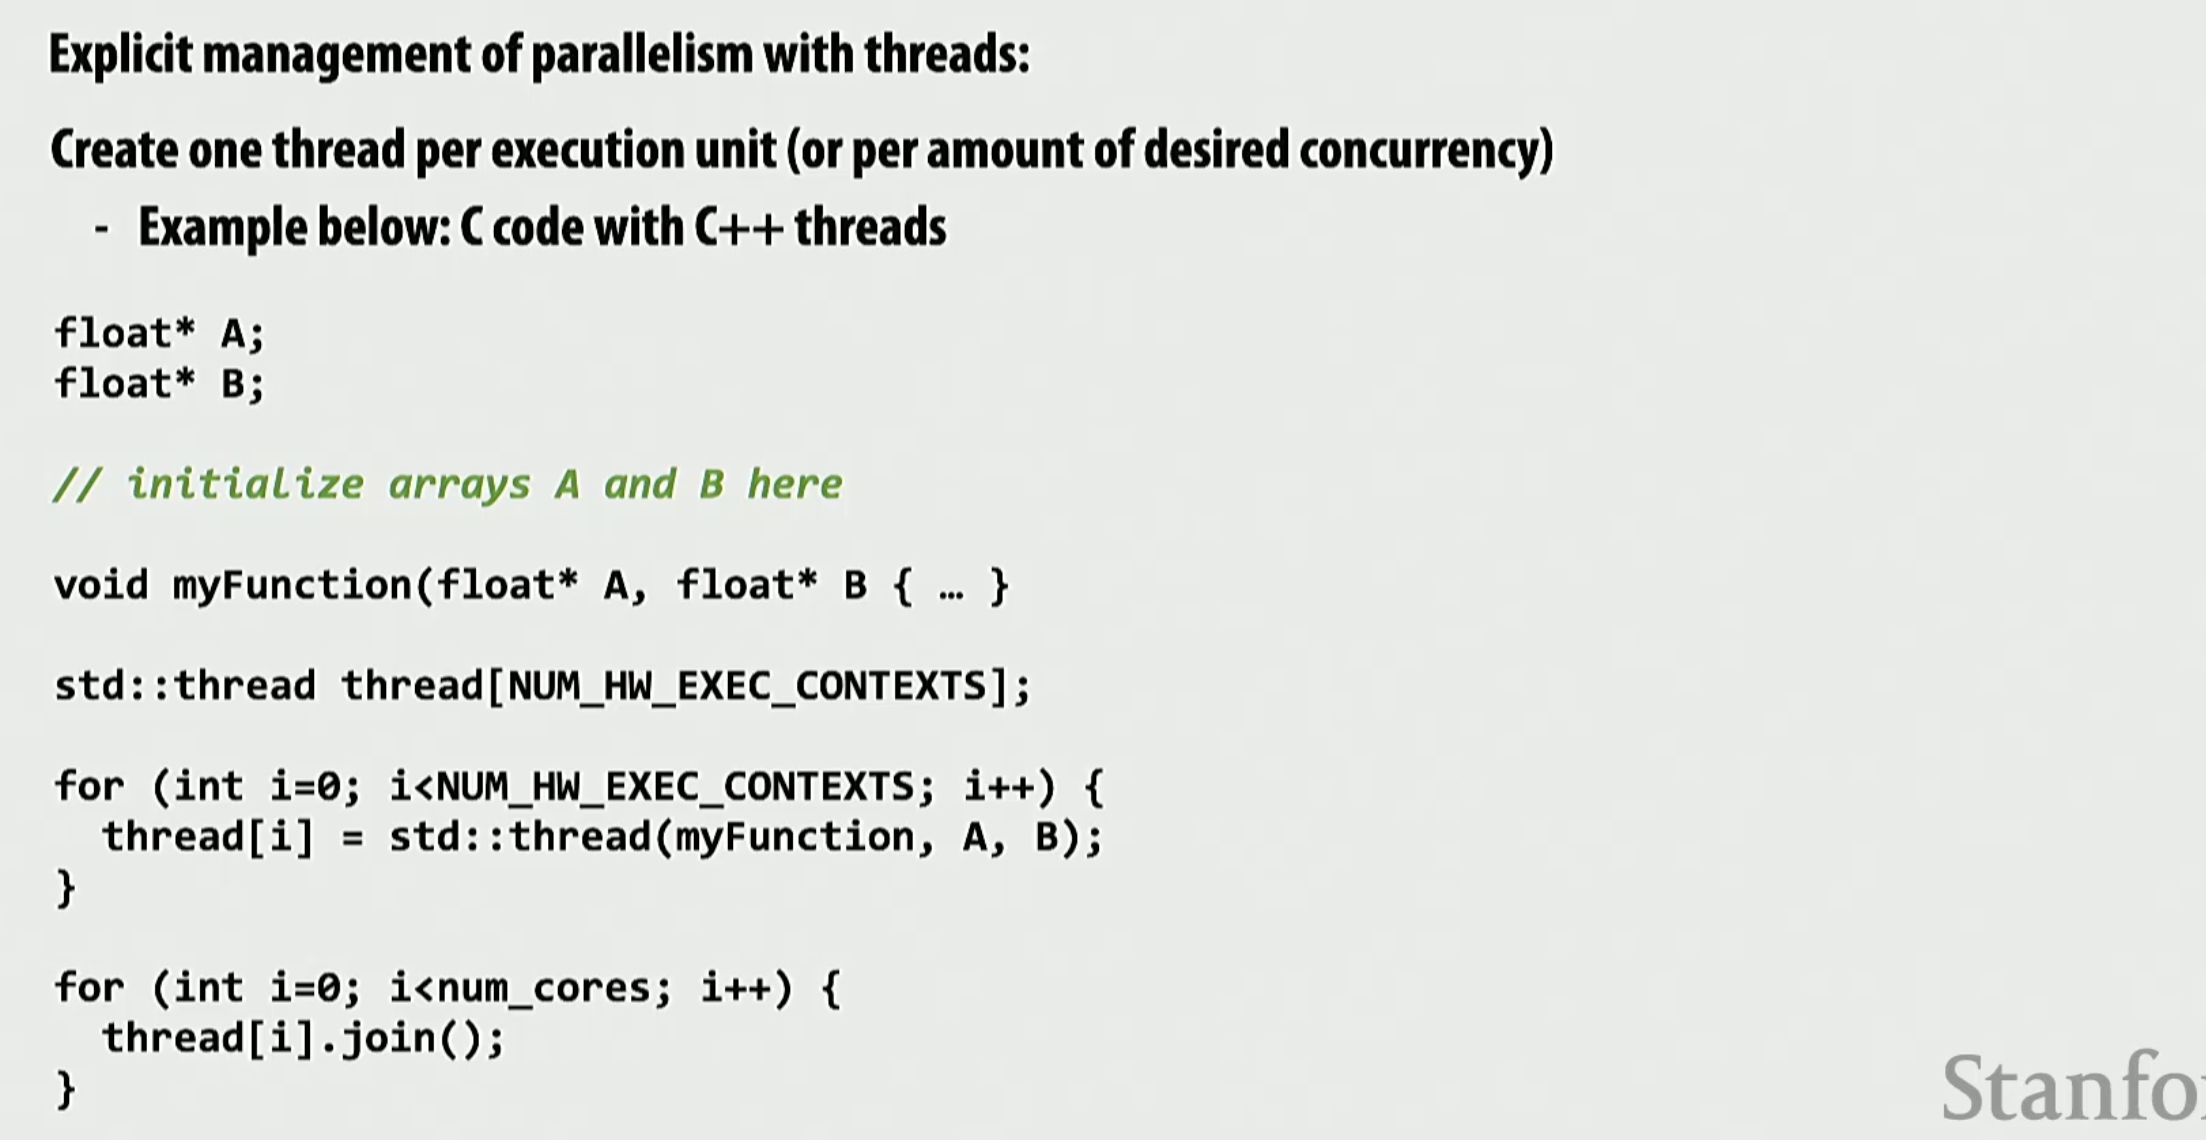 Explicit management of parallelism with threads:
Create one thread per execution unit (or per amount of desired concurrency)
- Example below: C code with C++ threads
float* A;
float* B;
// initialize arrays A and B here
void myFunction(float* A, float* B { … }
std::thread thread[NUM_HW_EXEC_CONTEXTS];
for (int i=0; i<NUM_HW_EXEC_CONTEXTS; i++) {
  thread[i] = std::thread(myFunction, A, B);
}
for (int i=0; i<num_cores; i++) {
  thread[i].join();
}
Stanfo